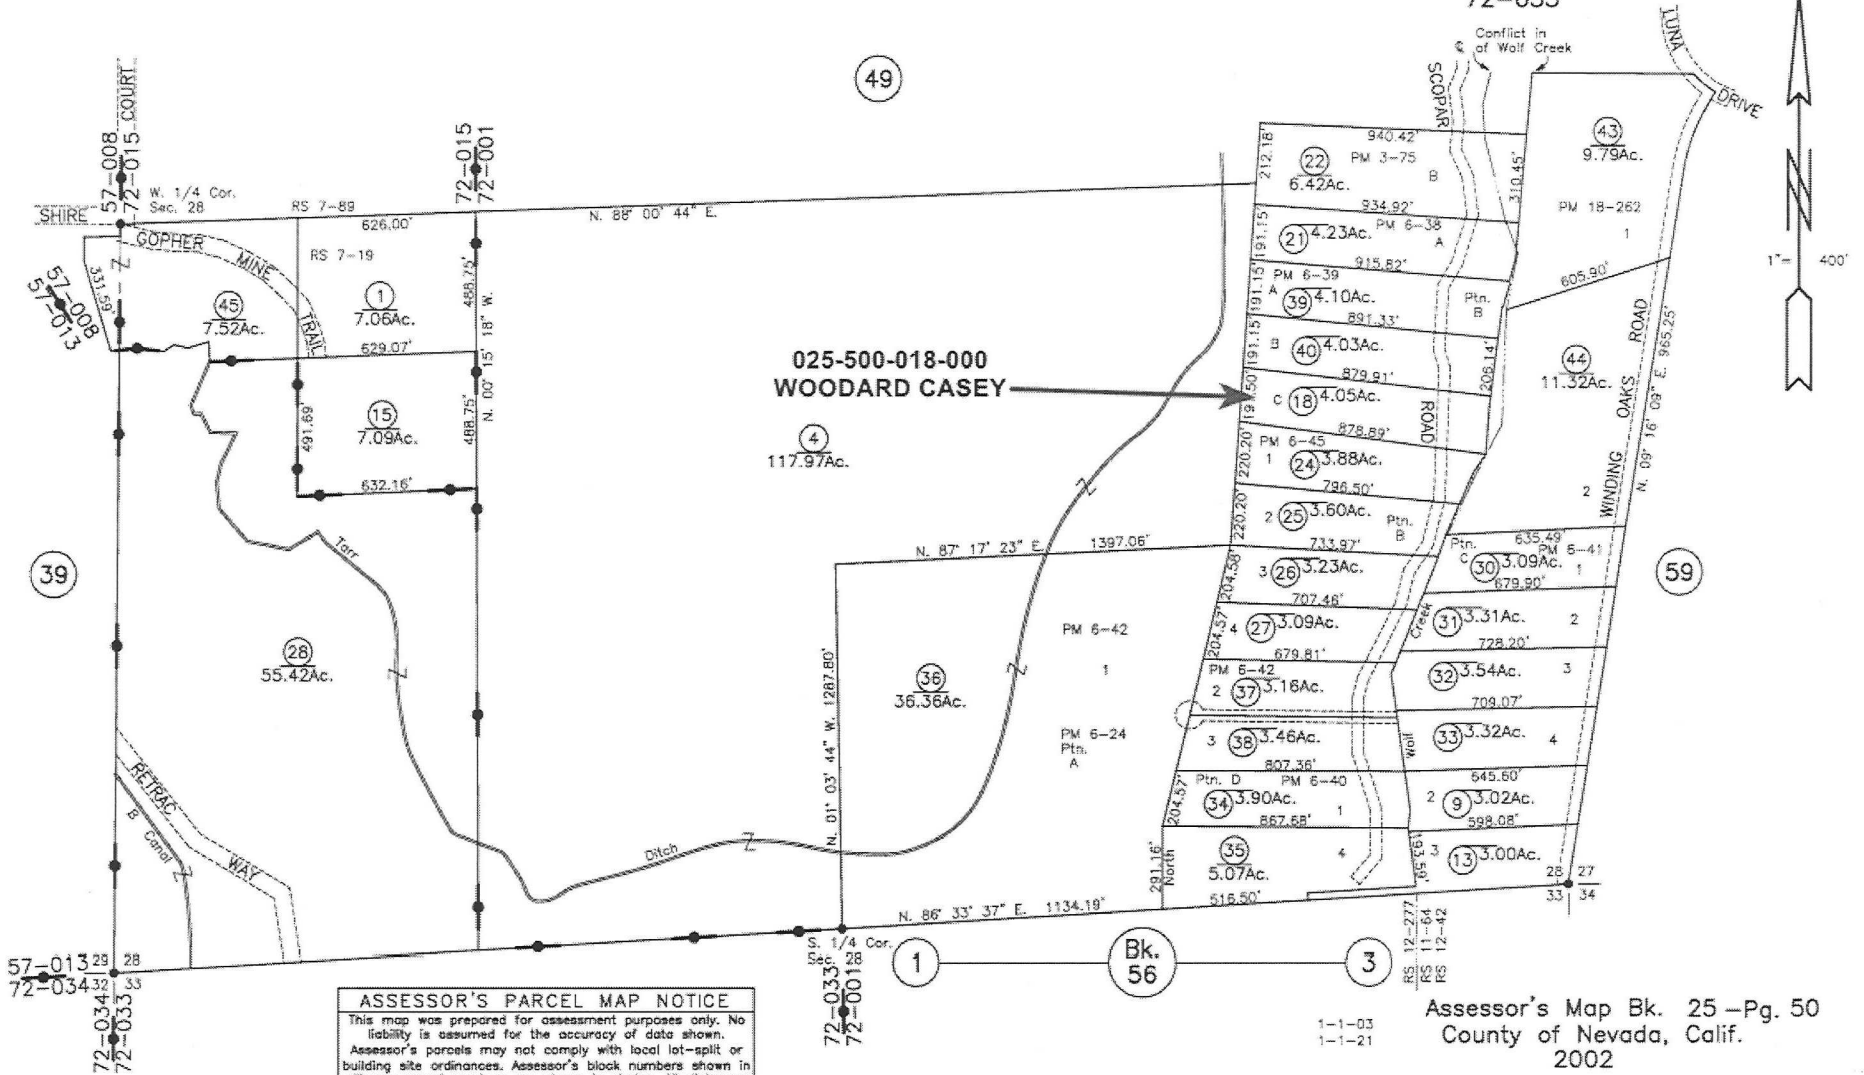 72-033
Conflict in
℄ of Wolf Creek
LUNA
DRIVE
49
SCOPAR
ROAD
57-008
72-015
COURT
72-015
72-001
W. 1/4 Cor.
Sec. 28
SHIRE
RS 7-89
626.00'
N. 88° 00' 44" E.
GOPHER
MINE
TRAIL
RS 7-19
331.59'
57-008
57-013
45
7.52Ac.
1
7.06Ac.
488.75'
N. 00° 15' 18" W.
629.07'
491.69'
15
7.09Ac.
488.75'
632.16'
025-500-018-000
WOODARD CASEY
4
117.97Ac.
212.18'
940.42'
22
6.42Ac.
PM 3-75
B
310.45'
934.92'
43
9.79Ac.
PM 18-262
1
1"= 400'
191.15'
21
4.23Ac.
PM 6-38
A
915.82'
605.90'
191.15'
PM 6-39
A
39
4.10Ac.
Ptn.
B
891.33'
191.15'
B
40
4.03Ac.
206.14'
879.91'
44
11.32Ac.
191.50'
C
18
4.05Ac.
878.89'
WINDING OAKS ROAD
N. 09° 16' 09" E. 965.25'
220.20'
PM 6-45
1
24
3.88Ac.
796.50'
2
220.20'
2
25
3.60Ac.
Ptn.
B
733.97'
N. 87° 17' 23" E.
1397.06'
635.49'
39
204.58'
3
26
3.23Ac.
Ptn.
C
30
3.09Ac.
PM 6-41
1
59
707.46'
679.90'
Tarr
204.57'
4
27
3.09Ac.
Creek
31
3.31Ac.
2
679.81'
728.20'
28
55.42Ac.
PM 6-42
1
PM 6-42
2
37
3.16Ac.
32
3.54Ac.
3
709.07'
36
36.36Ac.
N. 01° 03' 44" W. 1287.80'
PM 6-24
Ptn.
A
3
38
3.46Ac.
Wolf
33
3.32Ac.
4
807.36'
645.60'
RETRAC
WAY
B Canal
204.57'
Ptn. D
PM 6-40
34
3.90Ac.
1
2
9
3.02Ac.
867.68'
598.08'
Ditch
291.16'
North
35
5.07Ac.
4
193.59'
3
13
3.00Ac.
28 27
33 34
N. 86° 33' 37" E.
1134.19'
516.50'
S. 1/4 Cor.
Sec. 28
57-013
72-034
29 28
32 33
72-034
72-033
72-033
72-001
1
Bk.
56
3
RS 12-277
RS 11-64
RS 12-42
ASSESSOR'S PARCEL MAP NOTICE
This map was prepared for assessment purposes only. No
liability is assumed for the accuracy of data shown.
Assessor's parcels may not comply with local lot-split or
building site ordinances. Assessor's block numbers shown in
1-1-03
1-1-21
Assessor's Map Bk. 25 -Pg. 50
County of Nevada, Calif.
2002